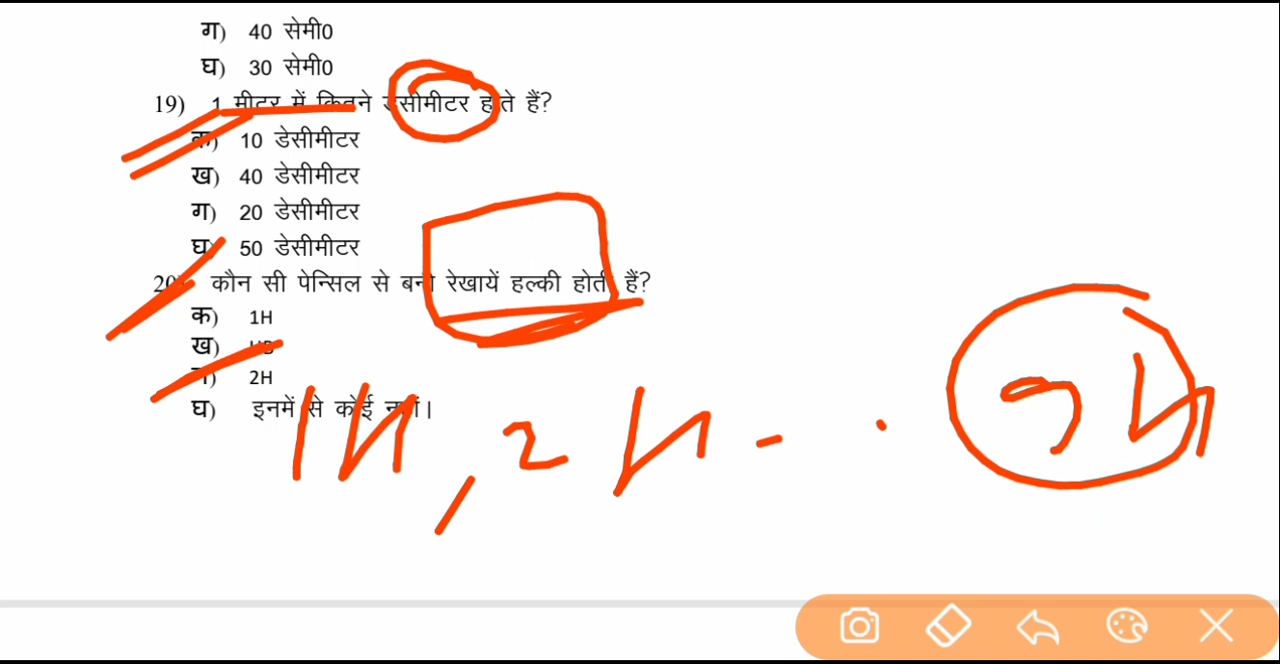 ग) 40 सेमी0
घ) 30 सेमी0
19) 1 मीटर में कितने डेसीमीटर होते हैं?
क) 10 डेसीमीटर
ख) 40 डेसीमीटर
ग) 20 डेसीमीटर
घ) 50 डेसीमीटर
20) कौन सी पेन्सिल से बनी रेखायें हल्की होती हैं?
क) 1H
ख) HB
ग) 2H
घ) इनमें से कोई नहीं।
1H, 2H - .